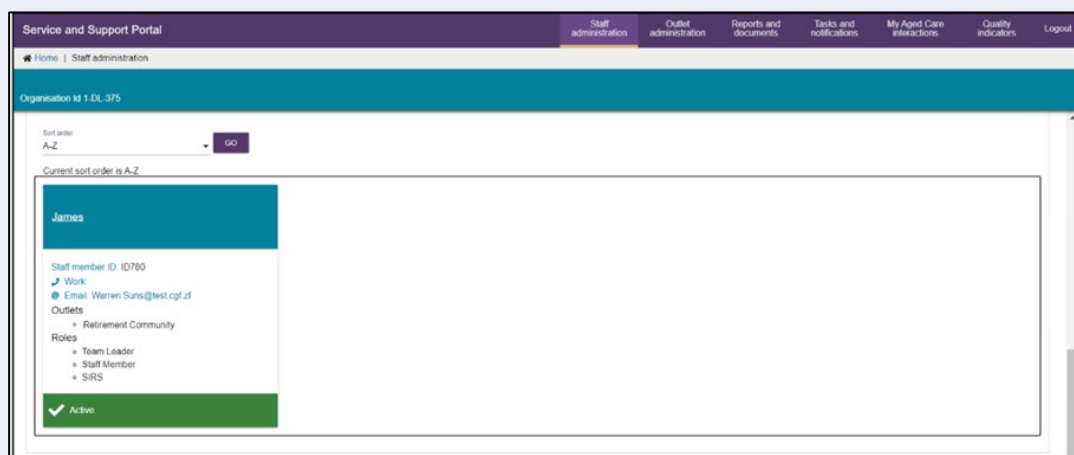 Service and Support Portal
Staff administration
Outlet administration
Reports and documents
Tasks and notifications
My Aged Care interactions
Quality indicators
Logout
Home | Staff administration
Organisation Id 1-DL-375
Sort order
A-Z
GO
Current sort order is A-Z
James
Staff member ID: ID780
Work
Email: Warren.Suns@test.cgf.zf
Outlets
Retirement Community
Roles
Team Leader
Staff Member
SIRS
Active